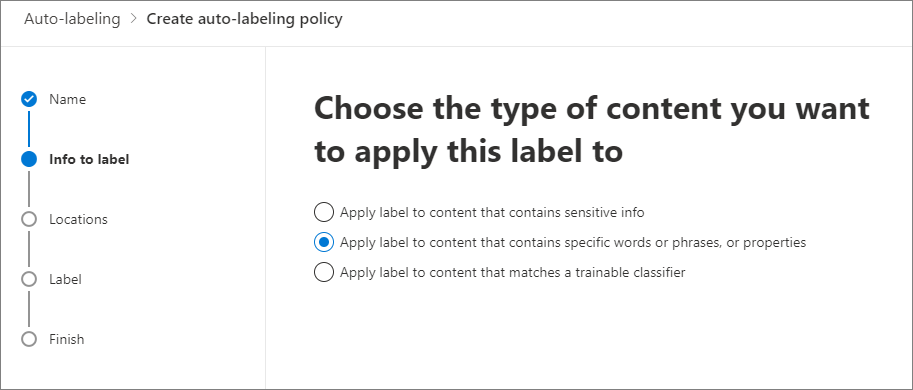 Auto-labeling > Create auto-labeling policy
Name
Info to label
Locations
Label
Finish
Choose the type of content you want
to apply this label to
Apply label to content that contains sensitive info
Apply label to content that contains specific words or phrases, or properties
Apply label to content that matches a trainable classifier